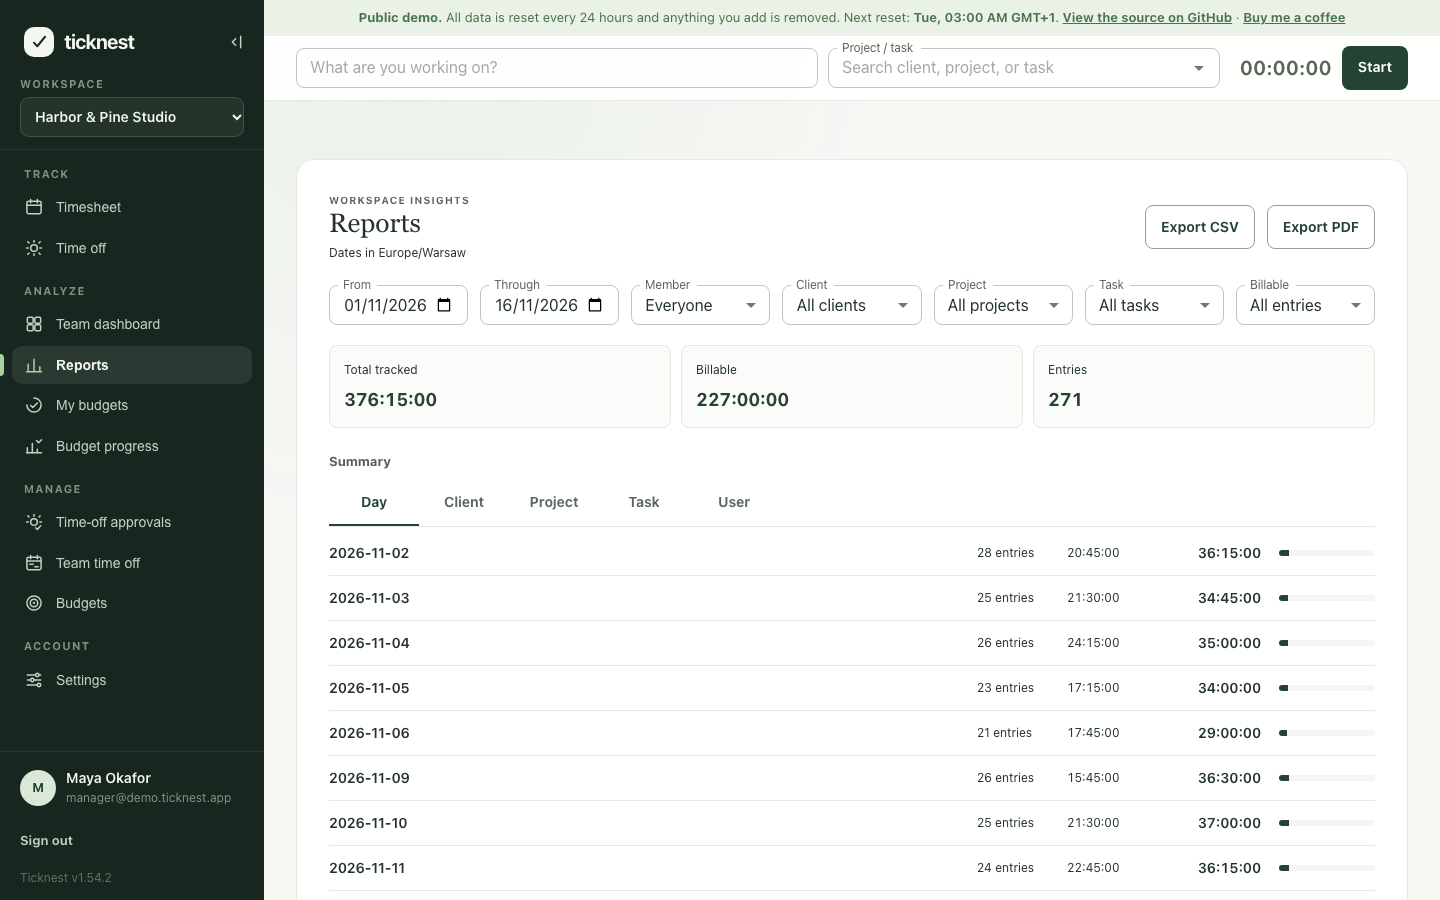 ticknest
WORKSPACE
Harbor & Pine Studio
TRACK
Timesheet
Time off
ANALYZE
Team dashboard
Reports
My budgets
Budget progress
MANAGE
Time-off approvals
Team time off
Budgets
ACCOUNT
Settings
M
Maya Okafor
manager@demo.ticknest.app
Sign out
Ticknest v1.54.2
Public demo. All data is reset every 24 hours and anything you add is removed. Next reset: Tue, 03:00 AM GMT+1. View the source on GitHub · Buy me a coffee
What are you working on?
Project / task
Search client, project, or task
00:00:00
Start
WORKSPACE INSIGHTS
Reports
Dates in Europe/Warsaw
Export CSV
Export PDF
From
01/11/2026
Through
16/11/2026
Member
Everyone
Client
All clients
Project
All projects
Task
All tasks
Billable
All entries
Total tracked
376:15:00
Billable
227:00:00
Entries
271
Summary
Day Client Project Task User
2026-11-02 28 entries 20:45:00 36:15:00
2026-11-03 25 entries 21:30:00 34:45:00
2026-11-04 26 entries 24:15:00 35:00:00
2026-11-05 23 entries 17:15:00 34:00:00
2026-11-06 21 entries 17:45:00 29:00:00
2026-11-09 26 entries 15:45:00 36:30:00
2026-11-10 25 entries 21:30:00 37:00:00
2026-11-11 24 entries 22:45:00 36:15:00